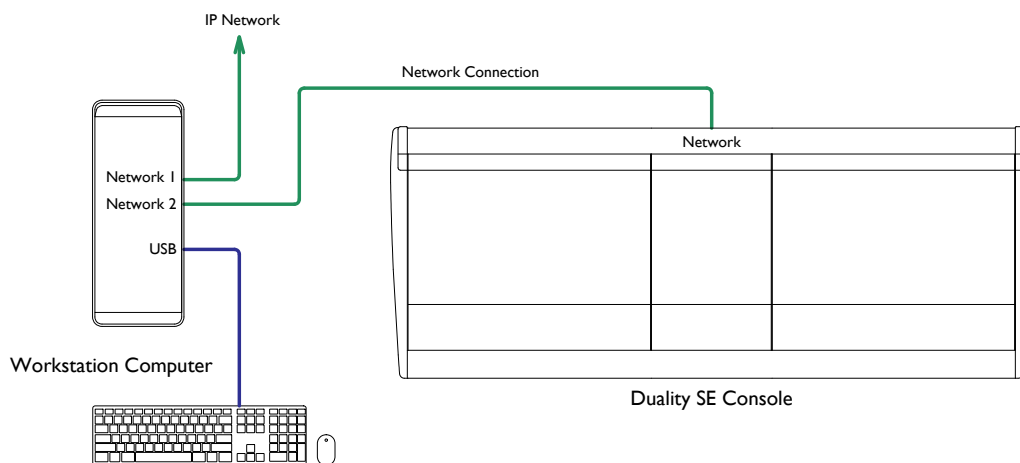 IP Network
Network Connection
Network
Network 1
Network 2
USB
Workstation Computer
Duality SE Console